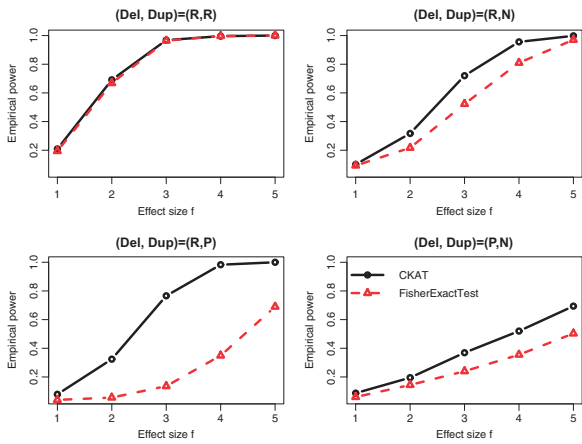 (Del, Dup)=(R,R)
Empirical power
1.0
0.8
0.6
0.4
0.2
1 2 3 4 5
Effect size f
(Del, Dup)=(R,N)
Empirical power
1.0
0.8
0.6
0.4
0.2
1 2 3 4 5
Effect size f
(Del, Dup)=(R,P)
Empirical power
1.0
0.8
0.6
0.4
0.2
1 2 3 4 5
Effect size f
(Del, Dup)=(P,N)
Empirical power
1.0
0.8
0.6
0.4
0.2
CKAT
FisherExactTest
1 2 3 4 5
Effect size f